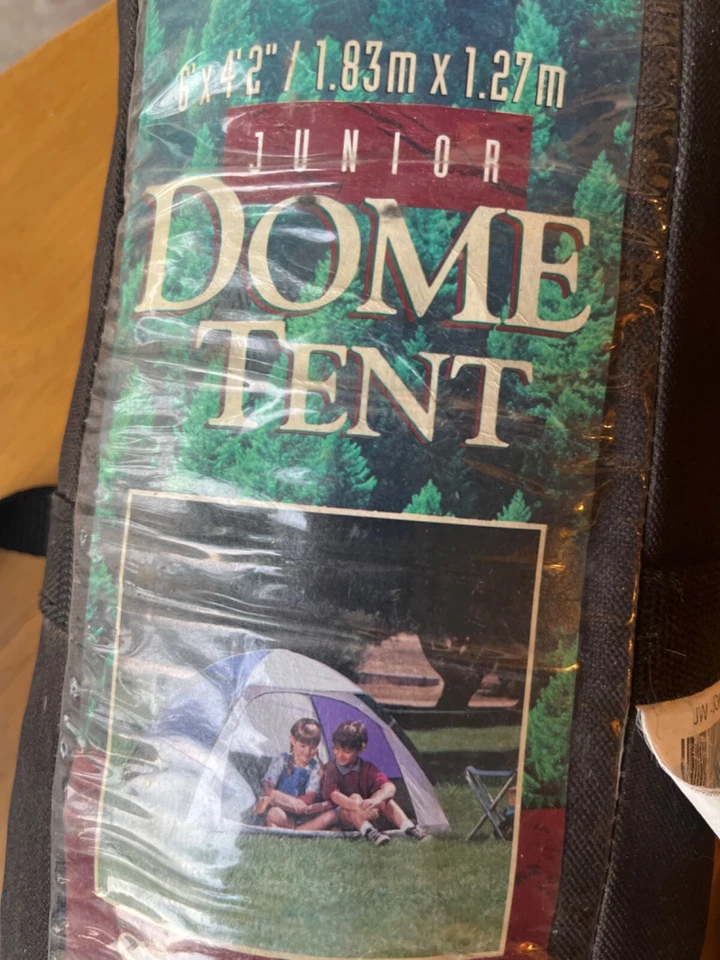 6'x4'2"/1.83m x 1.27m
JUNIOR
DOME
TENT